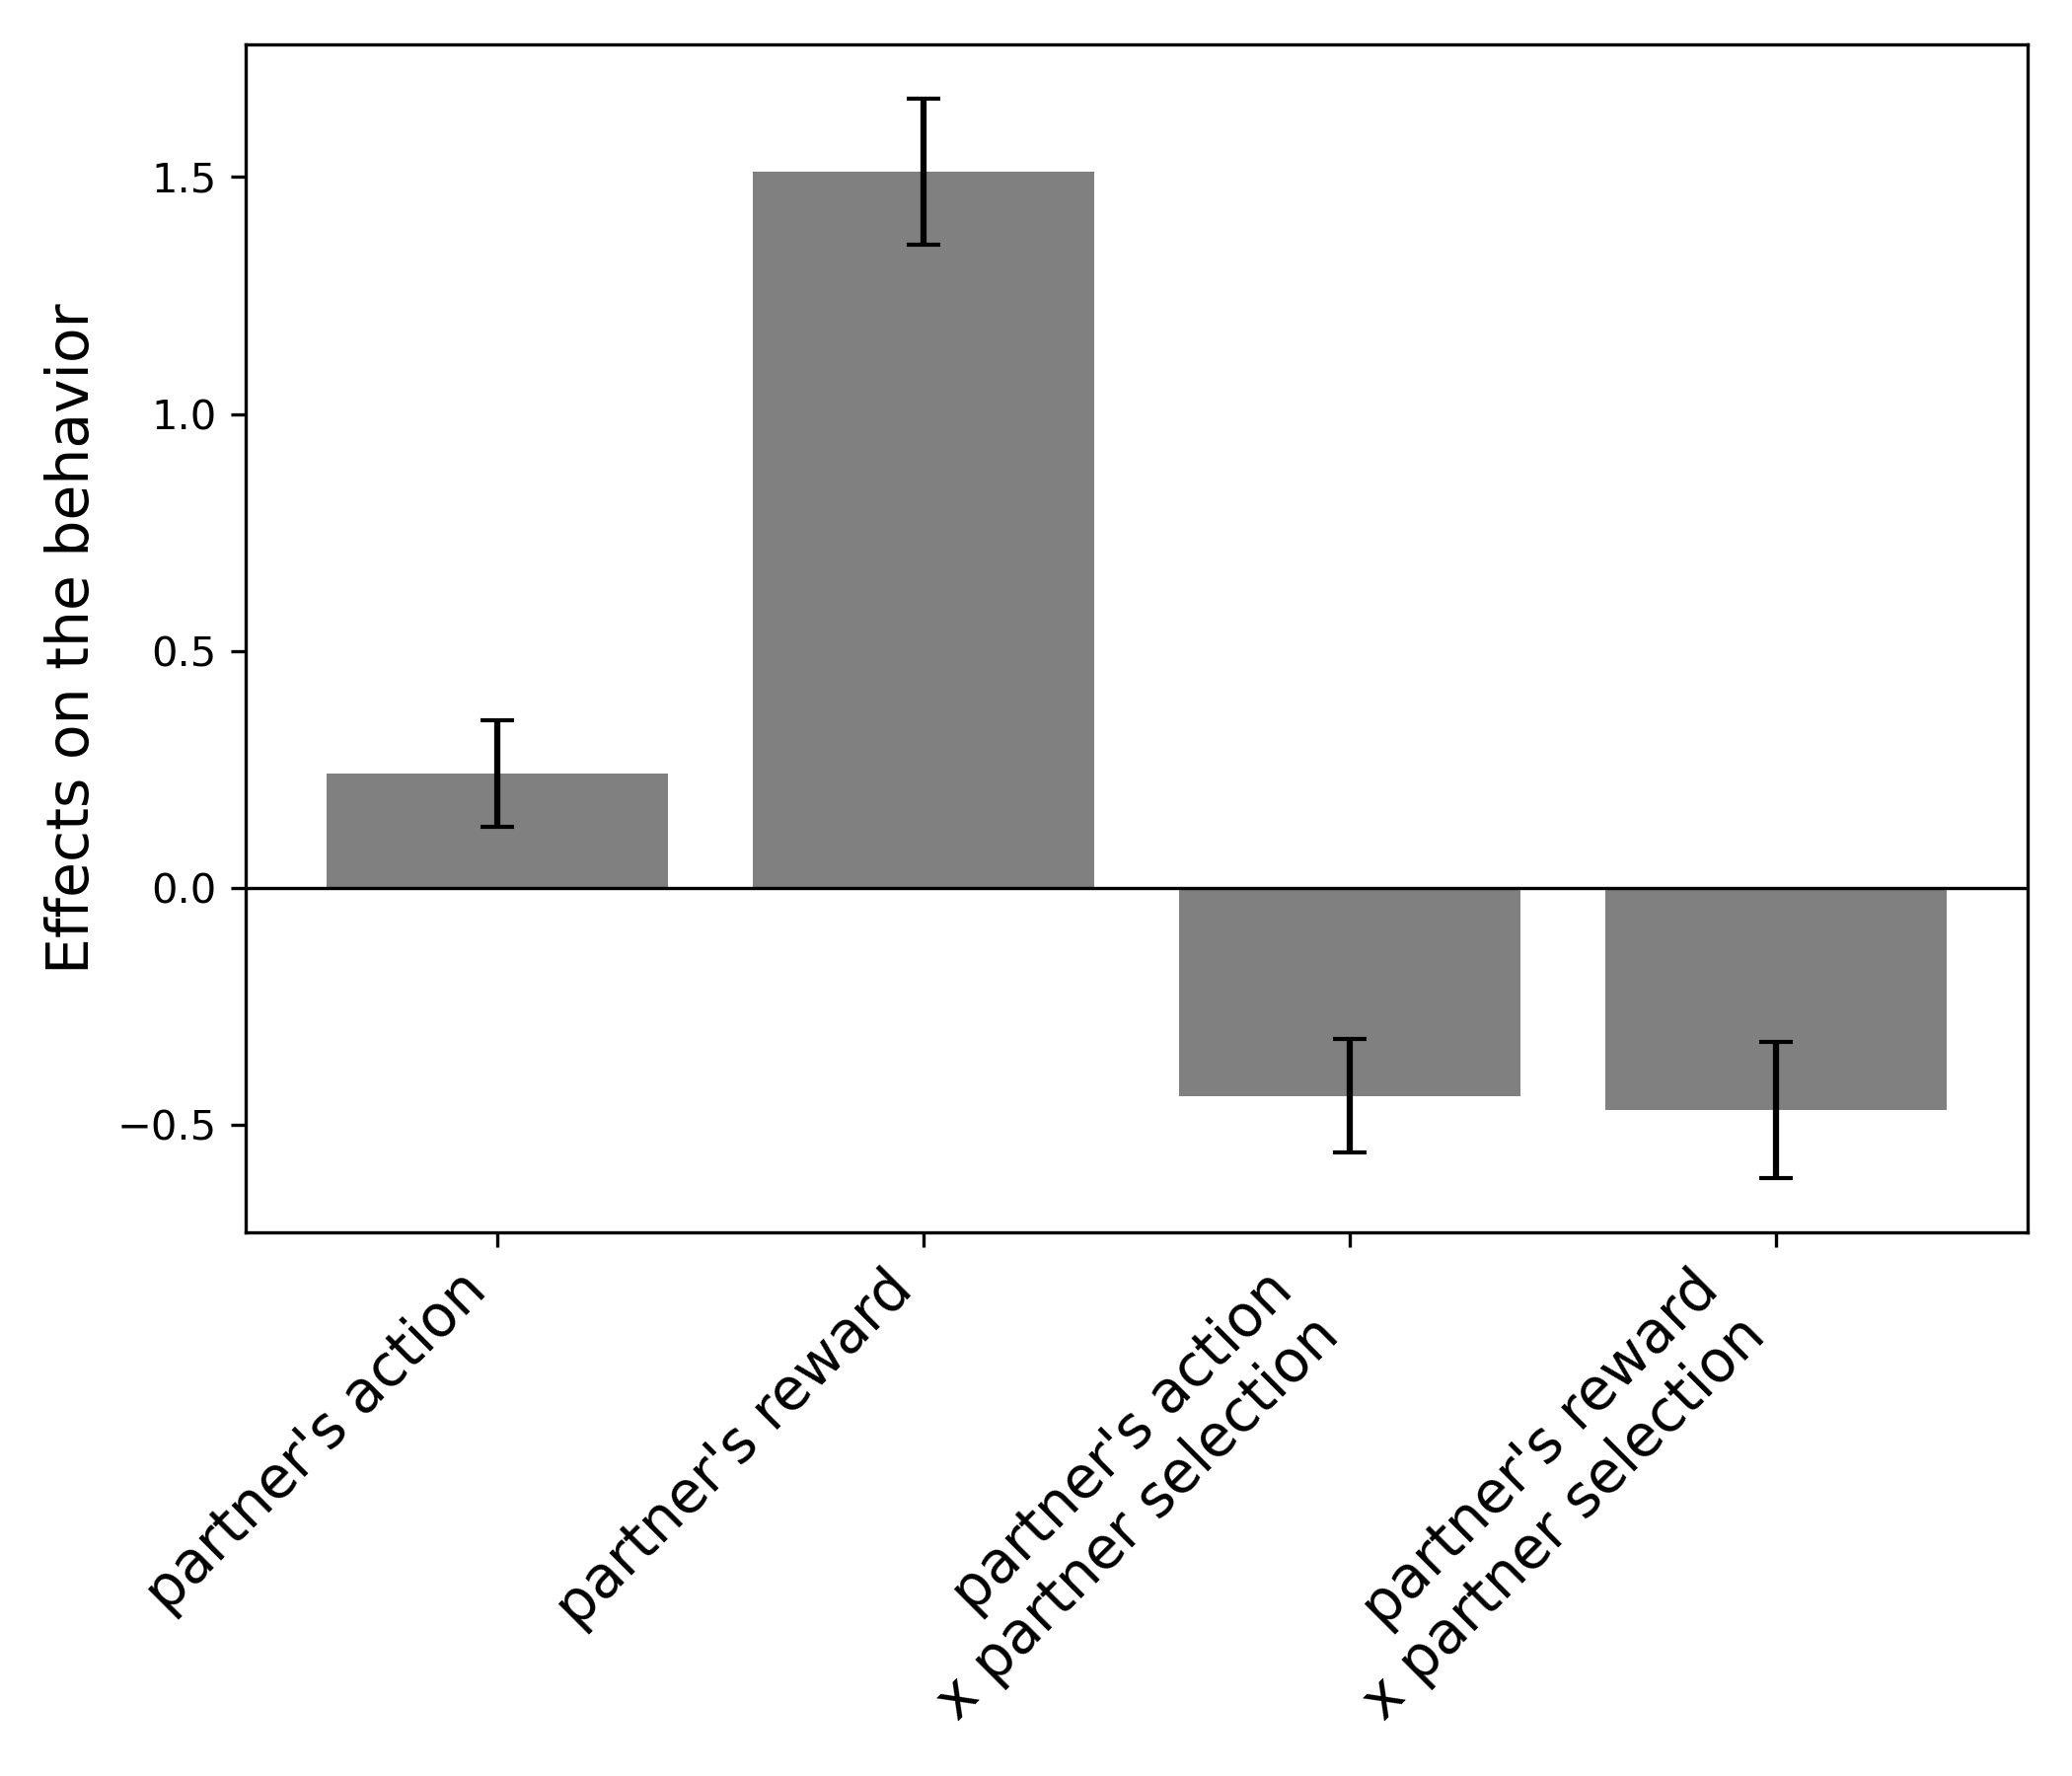 Effects on the behavior
1.5
1.0
0.5
0.0
−0.5
partner's action
partner's reward
partner's action
x partner selection
partner's reward
x partner selection